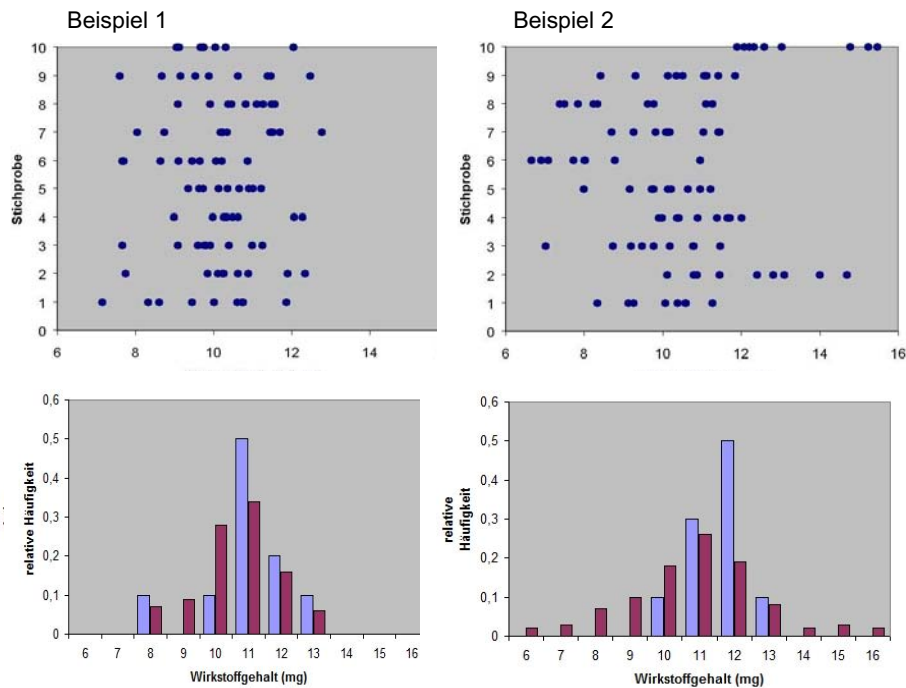 Beispiel 1
10
9
8
7
6
5
4
3
2
1
0
Stichprobe
6 8 10 12 14
Beispiel 2
10
9
8
7
6
5
4
3
2
1
0
Stichprobe
6 8 10 12 14 16
0,6
0,5
0,4
0,3
0,2
0,1
0
relative Häufigkeit
6 7 8 9 10 11 12 13 14 15 16
Wirkstoffgehalt (mg)
0,6
0,5
0,4
0,3
0,2
0,1
0
relative
Häufigkeit
6 7 8 9 10 11 12 13 14 15 16
Wirkstoffgehalt (mg)